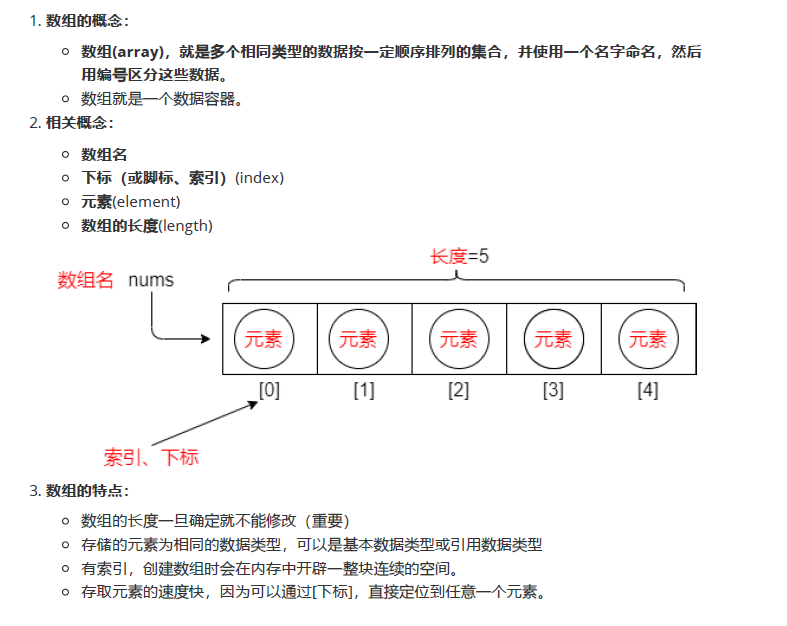 1. 数组的概念：
数组(array)，就是多个相同类型的数据按一定顺序排列的集合，并使用一个名字命名，然后
用编号区分这些数据。
数组就是一个数据容器。
2. 相关概念：
数组名
下标（或脚标、索引）(index)
元素(element)
数组的长度(length)
长度=5
数组名 nums
元素 元素 元素 元素 元素
[0] [1] [2] [3] [4]
索引、下标
3. 数组的特点：
数组的长度一旦确定就不能修改（重要）
存储的元素为相同的数据类型，可以是基本数据类型或引用数据类型
有索引，创建数组时会在内存中开辟一整块连续的空间。
存取元素的速度快，因为可以通过[下标]，直接定位到任意一个元素。